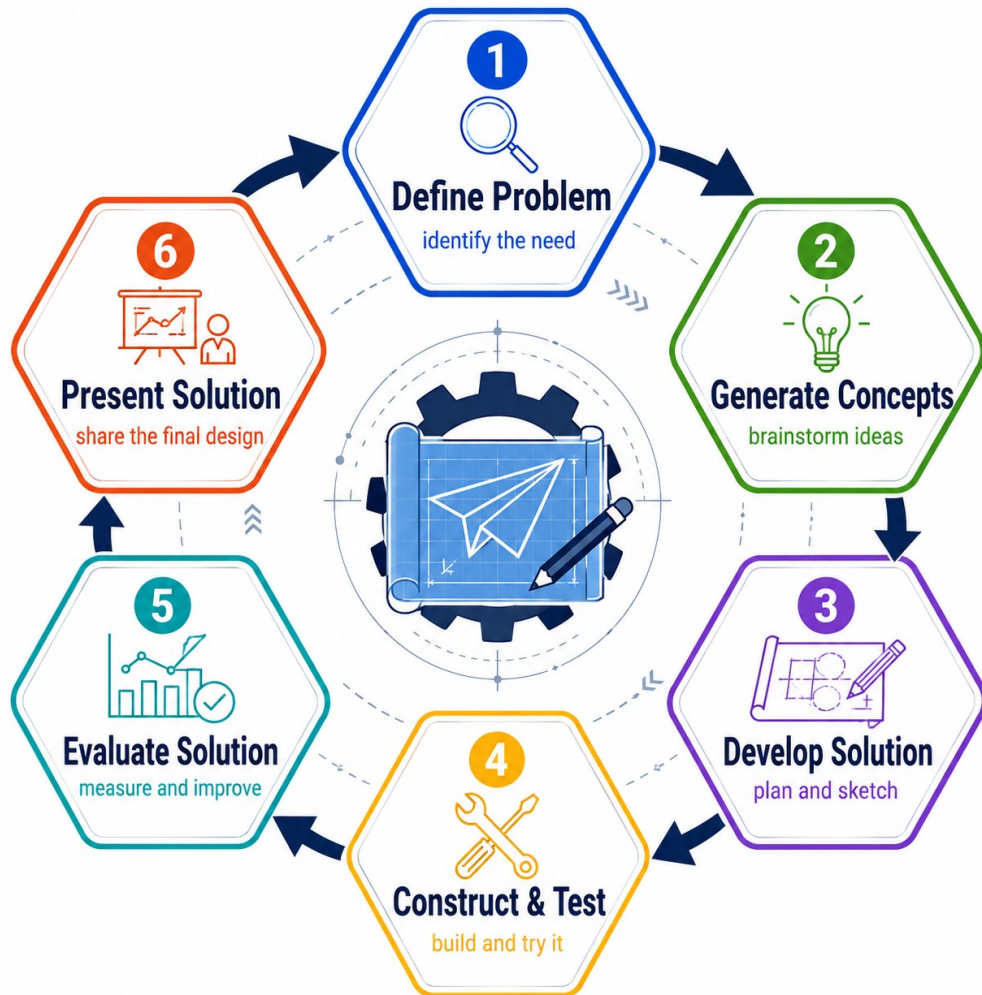 1
Define Problem
identify the need
2
Generate Concepts
brainstorm ideas
3
Develop Solution
plan and sketch
4
Construct & Test
build and try it
5
Evaluate Solution
measure and improve
6
Present Solution
share the final design